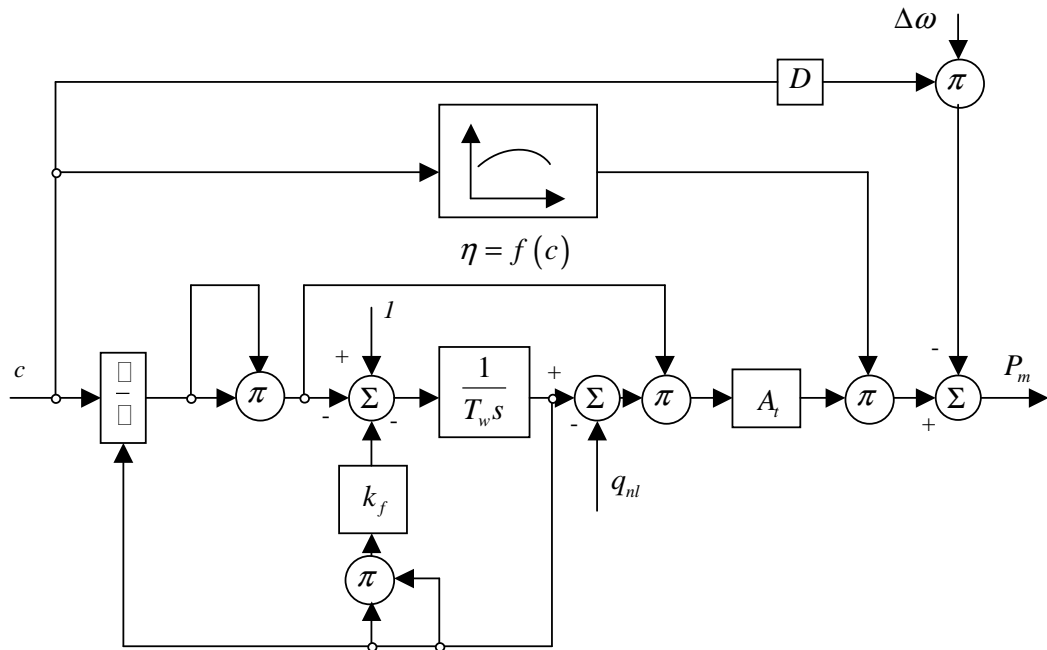 Δω
D
π
η = f (c)
1
c
+
-
P_m
□
□
π
-
Σ
-
1
T_w s
+
-
Σ
π
A_t
π
+
Σ
k_f
q_nl
π